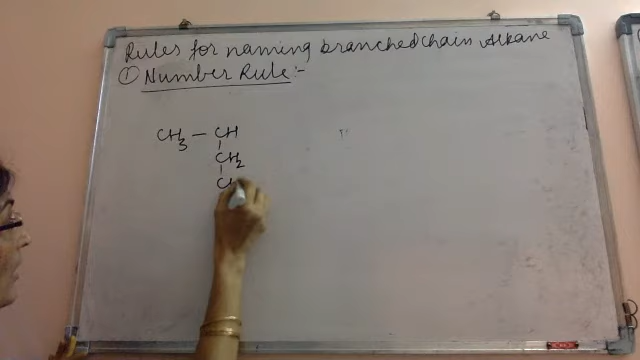 Rules for naming branched chain Alkane
① Number Rule:-
CH3 — CH
CH2
C